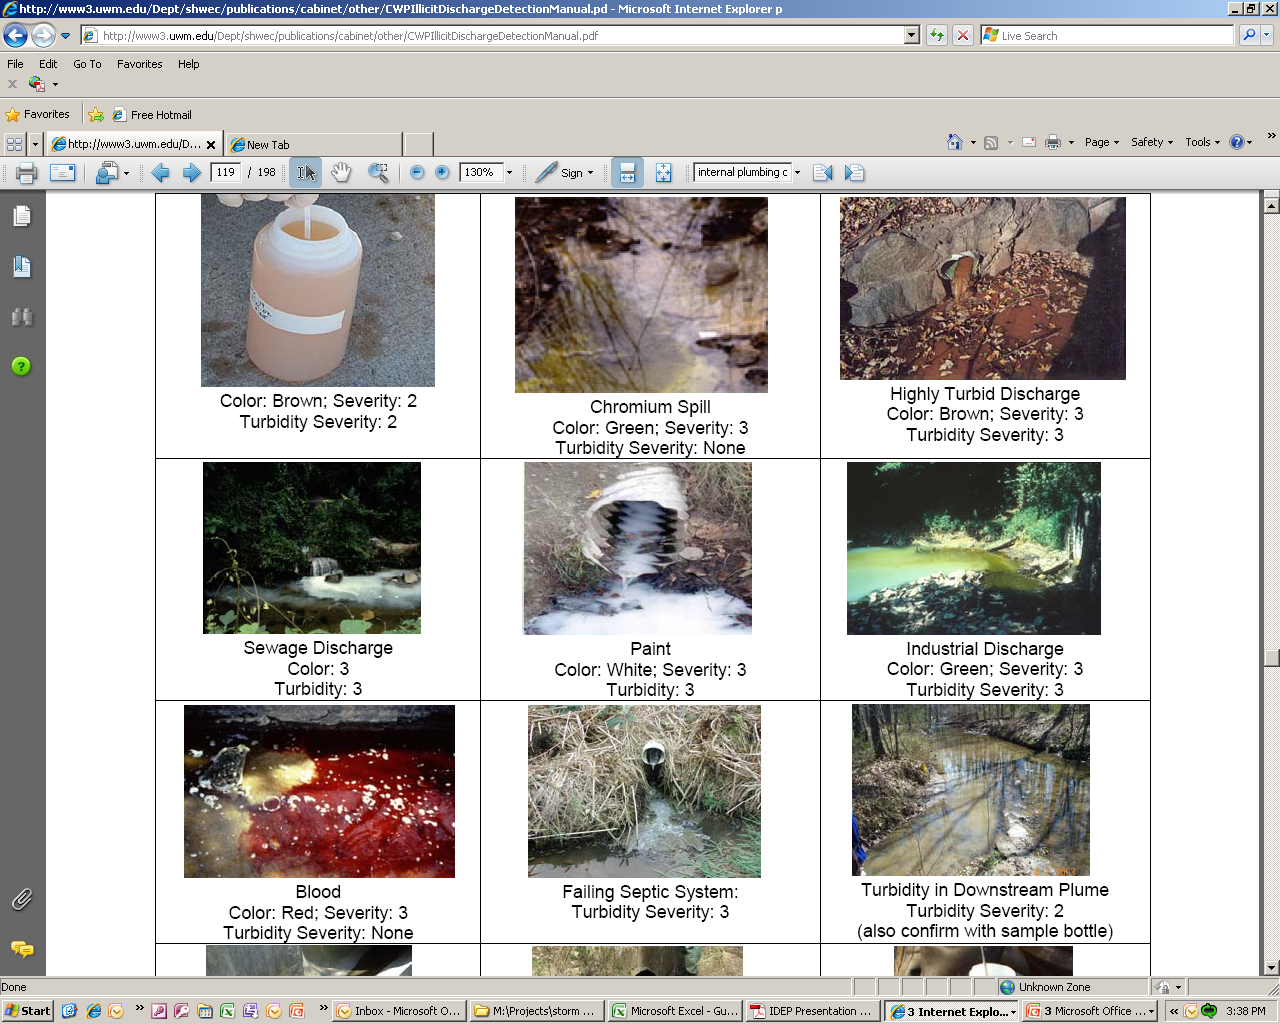 http://www3.uwm.edu/Dept/shwec/publications/cabinet/other/CWPIllicitDischargeDetectionManual.pd - Microsoft Internet Explorer p
http://www3.uwm.edu/Dept/shwec/publications/cabinet/other/CWPIllicitDischargeDetectionManual.pdf
Live Search
File Edit Go To Favorites Help
Favorites Free Hotmail
http://www3.uwm.edu/D... New Tab
Page Safety Tools
119 / 198 130% Sign internal plumbing c
Color: Brown; Severity: 2
Turbidity Severity: 2
Chromium Spill
Color: Green; Severity: 3
Turbidity Severity: None
Highly Turbid Discharge
Color: Brown; Severity: 3
Turbidity Severity: 3
Sewage Discharge
Color: 3
Turbidity: 3
Paint
Color: White; Severity: 3
Turbidity: 3
Industrial Discharge
Color: Green; Severity: 3
Turbidity Severity: 3
Blood
Color: Red; Severity: 3
Turbidity Severity: None
Failing Septic System:
Turbidity Severity: 3
Turbidity in Downstream Plume
Turbidity Severity: 2
(also confirm with sample bottle)
Done Unknown Zone
Start Inbox - Microsoft O... M:\Projects\storm ... Microsoft Excel - Gu... IDEP Presentation ... 3 Internet Explo... 3 Microsoft Office ... 3:38 PM